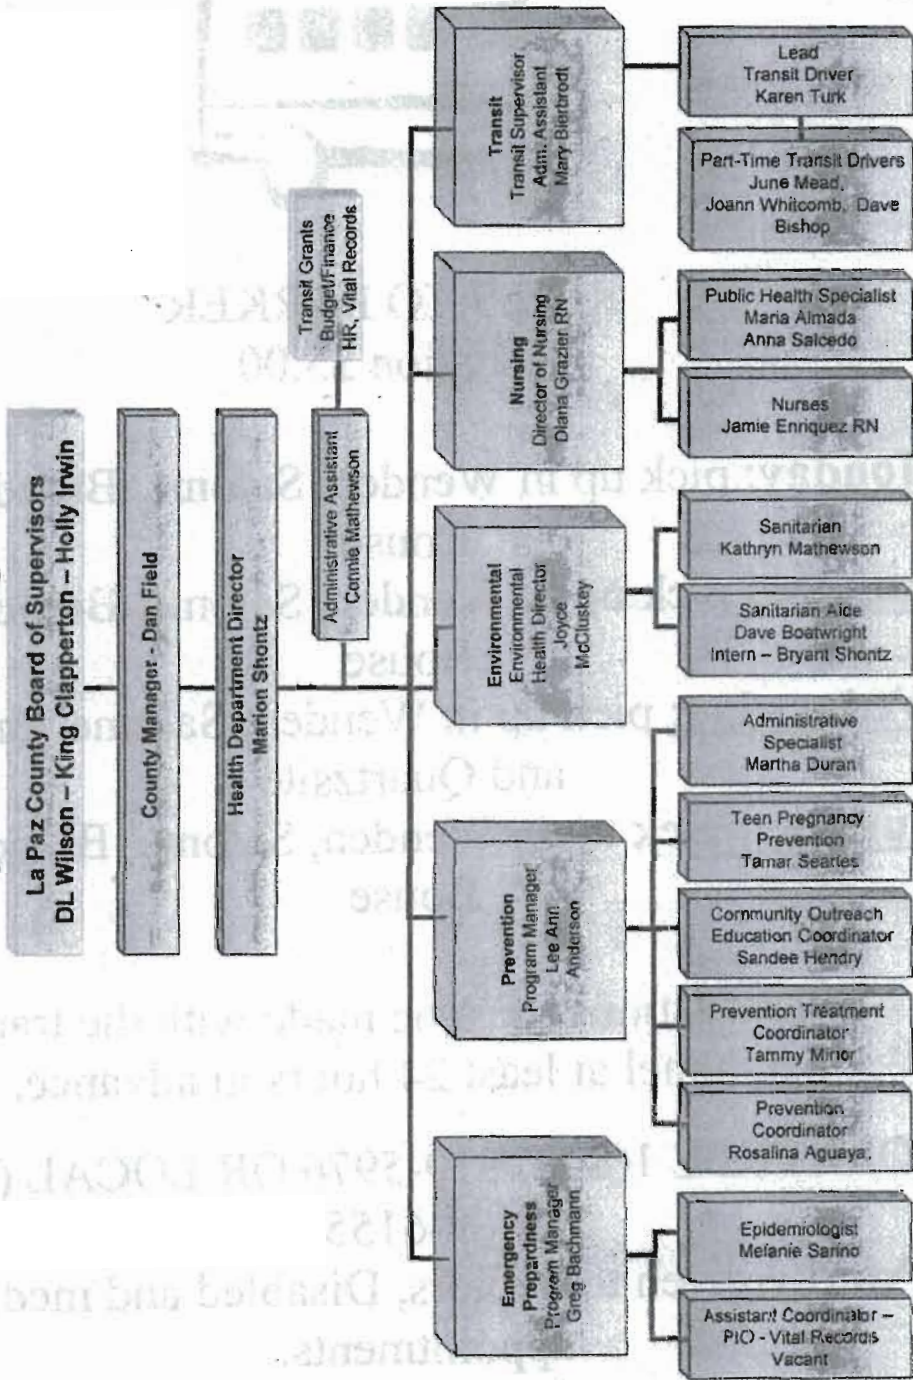 La Paz County Board of Supervisors
DL Wilson – King Clapperton – Holly Irwin
County Manager - Dan Field
Health Department Director
Marion Shontz
Administrative Assistant
Connie Mathewson
Transit Grants
Budget/Finance
HR, Vital Records
Emergency
Prepardness
Program Manager
Greg Bachmann
Prevention
Program Manager
Lee Ann
Anderson
Environmental
Environmental
Health Director
Joyce
McCluskey
Nursing
Director of Nursing
Diana Grazier RN
Transit
Transit Supervisor
Adm. Assistant
Mary Bierbrodt
Assistant Coordinator –
PIO - Vital Records
Vacant
Epidemiologist
Melanie Sarino
Prevention
Coordinator
Rosalina Aguaya,
Prevention Treatment
Coordinator
Tammy Minor
Community Outreach
Education Coordinator
Sandee Hendry
Teen Pregnancy
Prevention
Tamar Searles
Administrative
Specialist
Martha Duran
Sanitarian Aice
Dave Boatwright
Intern – Bryant Shontz
Sanitarian
Kathryn Mathewson
Nurses
Jamie Enriquez RN
Public Health Specialist
Maria Almada
Anna Salcedo
Part-Time Transit Drivers
June Mead,
Joann Whitcomb, Dave
Bishop
Lead
Transit Driver
Karen Turk